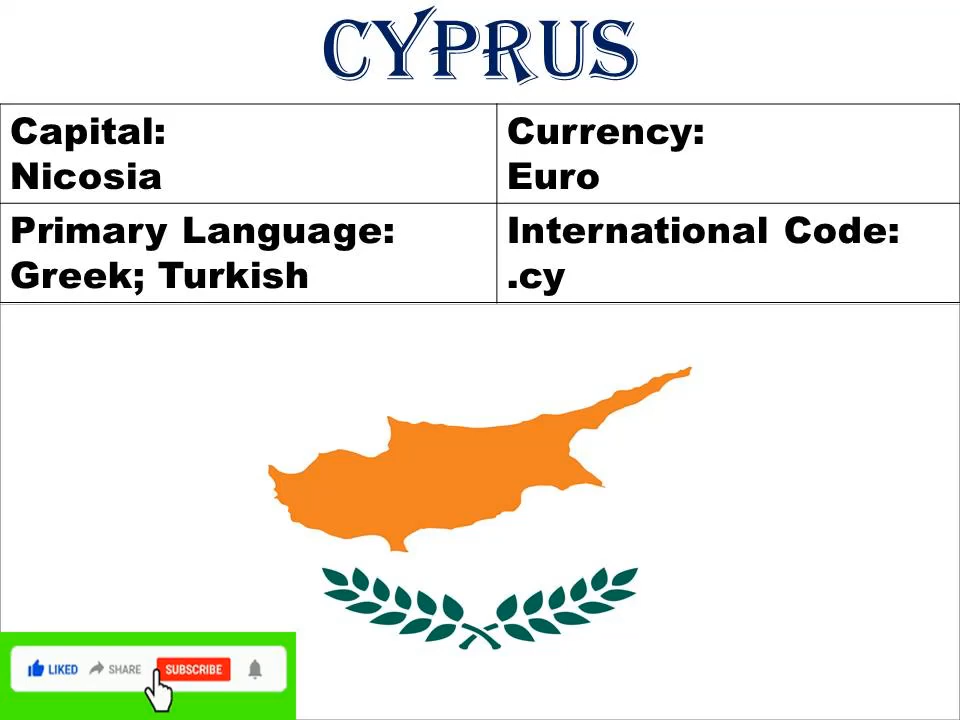 CYPRUS
Capital:
Nicosia
Currency:
Euro
Primary Language:
Greek; Turkish
International Code:
.cy
LIKED SHARE SUBSCRIBE